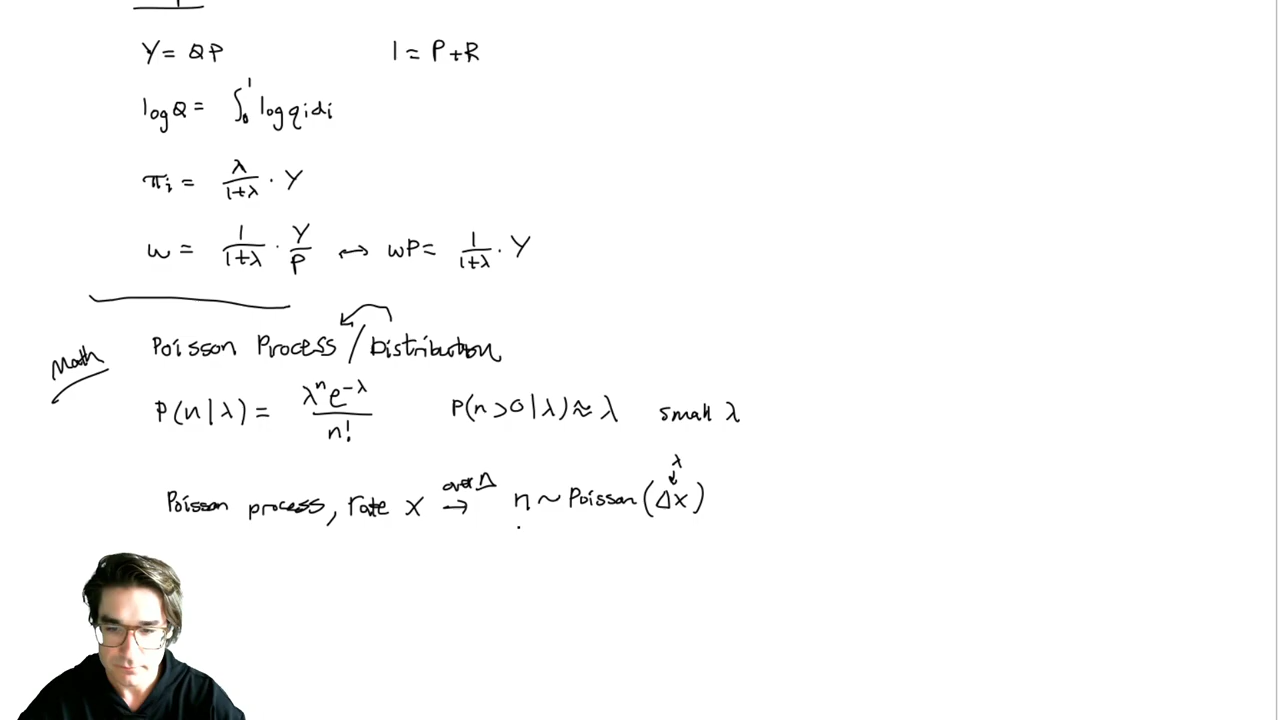 Y = QP    1 = P+R
log Q = ∫₀¹ log qi di
πi = λ/(1+λ) · Y
w = 1/(1+λ) · Y/P ↔ wP = 1/(1+λ) · Y
Math Poisson Process / Distribution
P(n|λ) = λⁿe^-λ / n!    P(n>0|λ) ≈ λ    small λ
λ
Poisson process, rate x over Δ → n ~ Poisson(Δx)